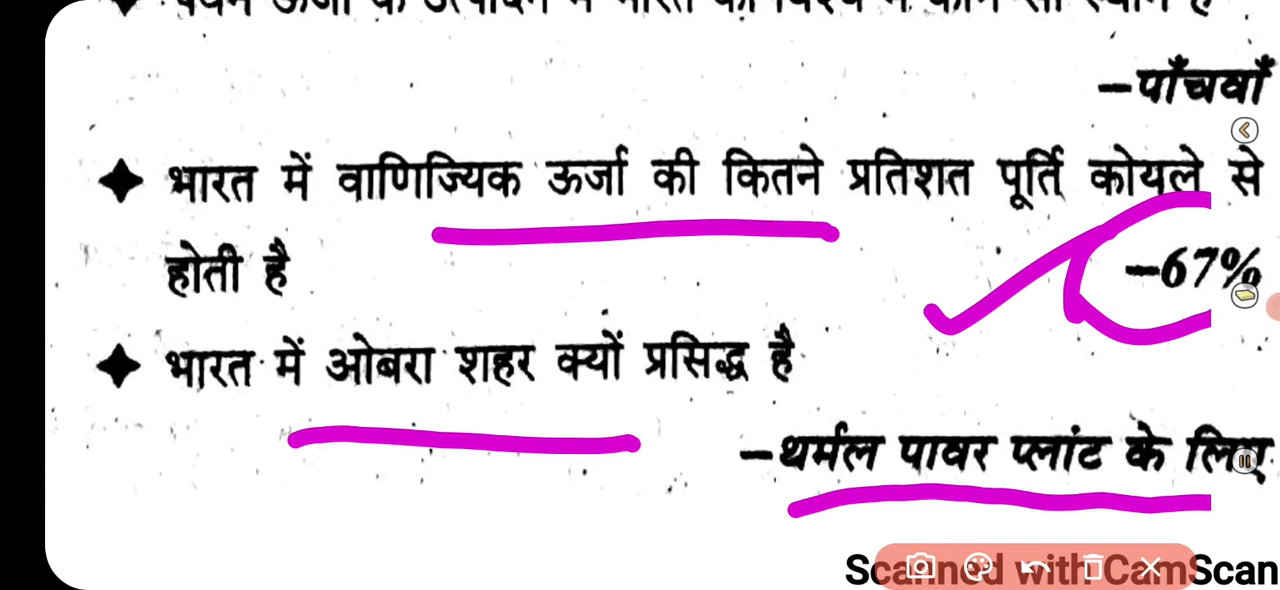 भारत में वाणिज्यिक ऊर्जा की कितने प्रतिशत पूर्ति कोयले से
होती है
भारत में ओबरा शहर क्यों प्रसिद्ध है
-पाँचवाँ
-67%
-थर्मल पावर प्लांट के लिए
Scanned with CamScan